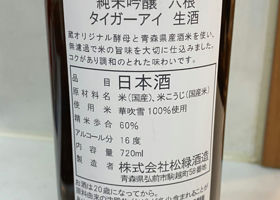 純米吟醸 六根
タイガーアイ 生酒
蔵オリジナル酵母と青森県産酒米を使い、
無濾過で米の旨味を大切に仕込みました。
コクがあり調和のとれた味わいです。
品目 日本酒
原材料名 米(国産)、米こうじ(国産米)
使用米 華吹雪100%使用
精米歩合 60%
アルコール分 16度
容量 720ml
製造者 株式会社松緑酒造
青森県弘前市駒越町58番地
お酒は20歳になってから。